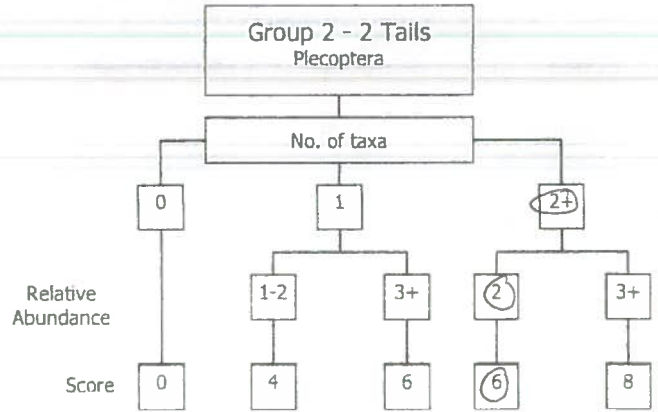 Group 2 - 2 Tails
Plecoptera
No. of taxa
0 1 2+
Relative
Abundance
1-2 3+ 2 3+
Score 0 4 6 6 8